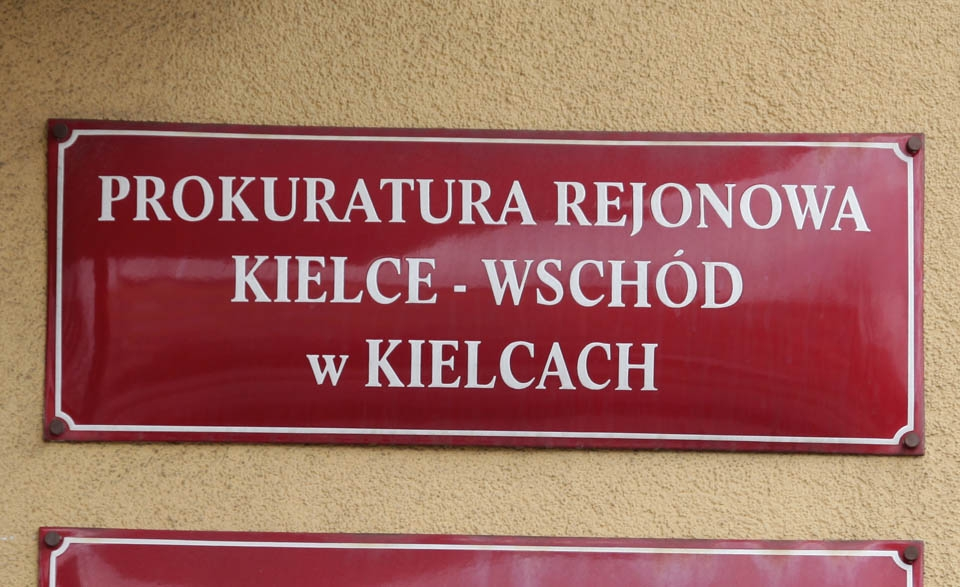 PROKURATURA REJONOWA
KIELCE - WSCHÓD
w KIELCACH